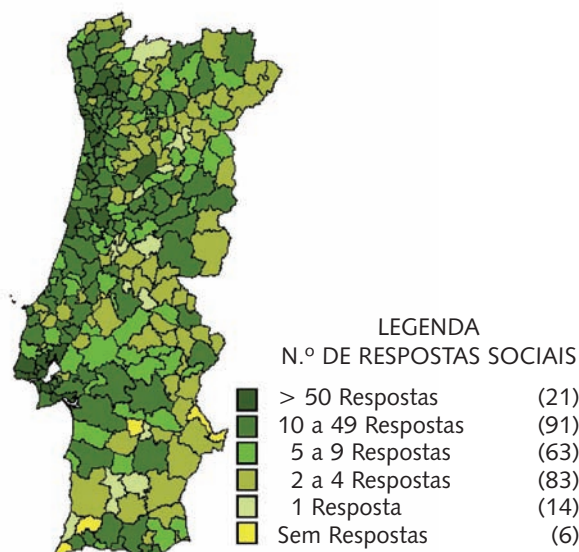 LEGENDA
N.º DE RESPOSTAS SOCIAIS
> 50 Respostas (21)
10 a 49 Respostas (91)
5 a 9 Respostas (63)
2 a 4 Respostas (83)
1 Resposta (14)
Sem Respostas (6)